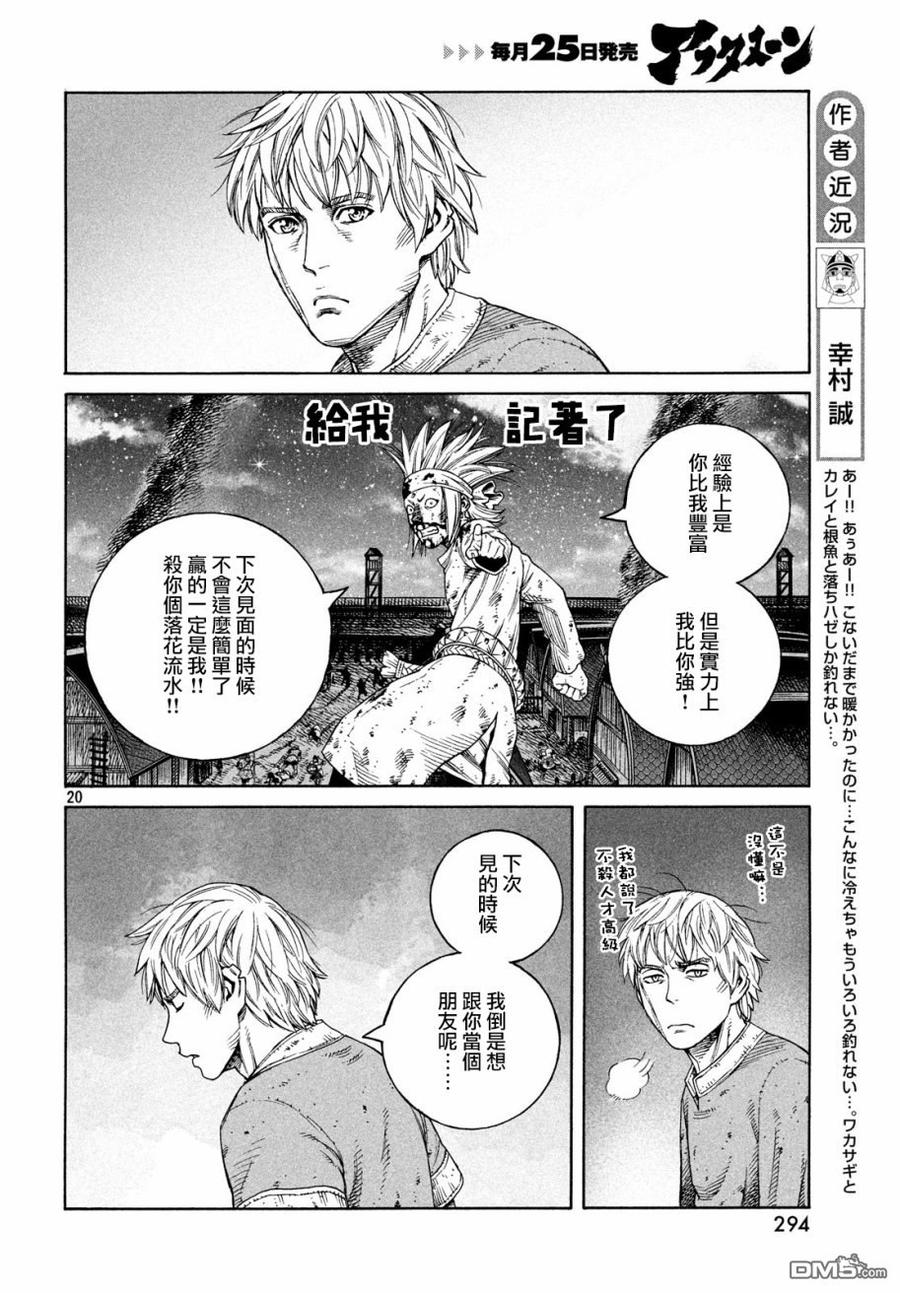 ▷▷▷ 毎月25日発売 アフタヌーン
作者近況
幸村 誠
あー!! あぅあー!! こないだまで暖かかったのに…こんなに冷えちゃもういろいろ釣れない…。ワカサギと
カレイと根魚と落ちハゼしか釣れない…。
給我 記著了
經驗上是
你比我豐富
但是實力上
我比你強！
下次見面的時候
不會這麼簡單了
贏的一定是我!!
殺你個落花流水!!
20
這不是
沒懂嘛…
我都說了
不殺人才高級
下次
見的時候
我倒是想
跟你當個
朋友呢……
294
DM5.com